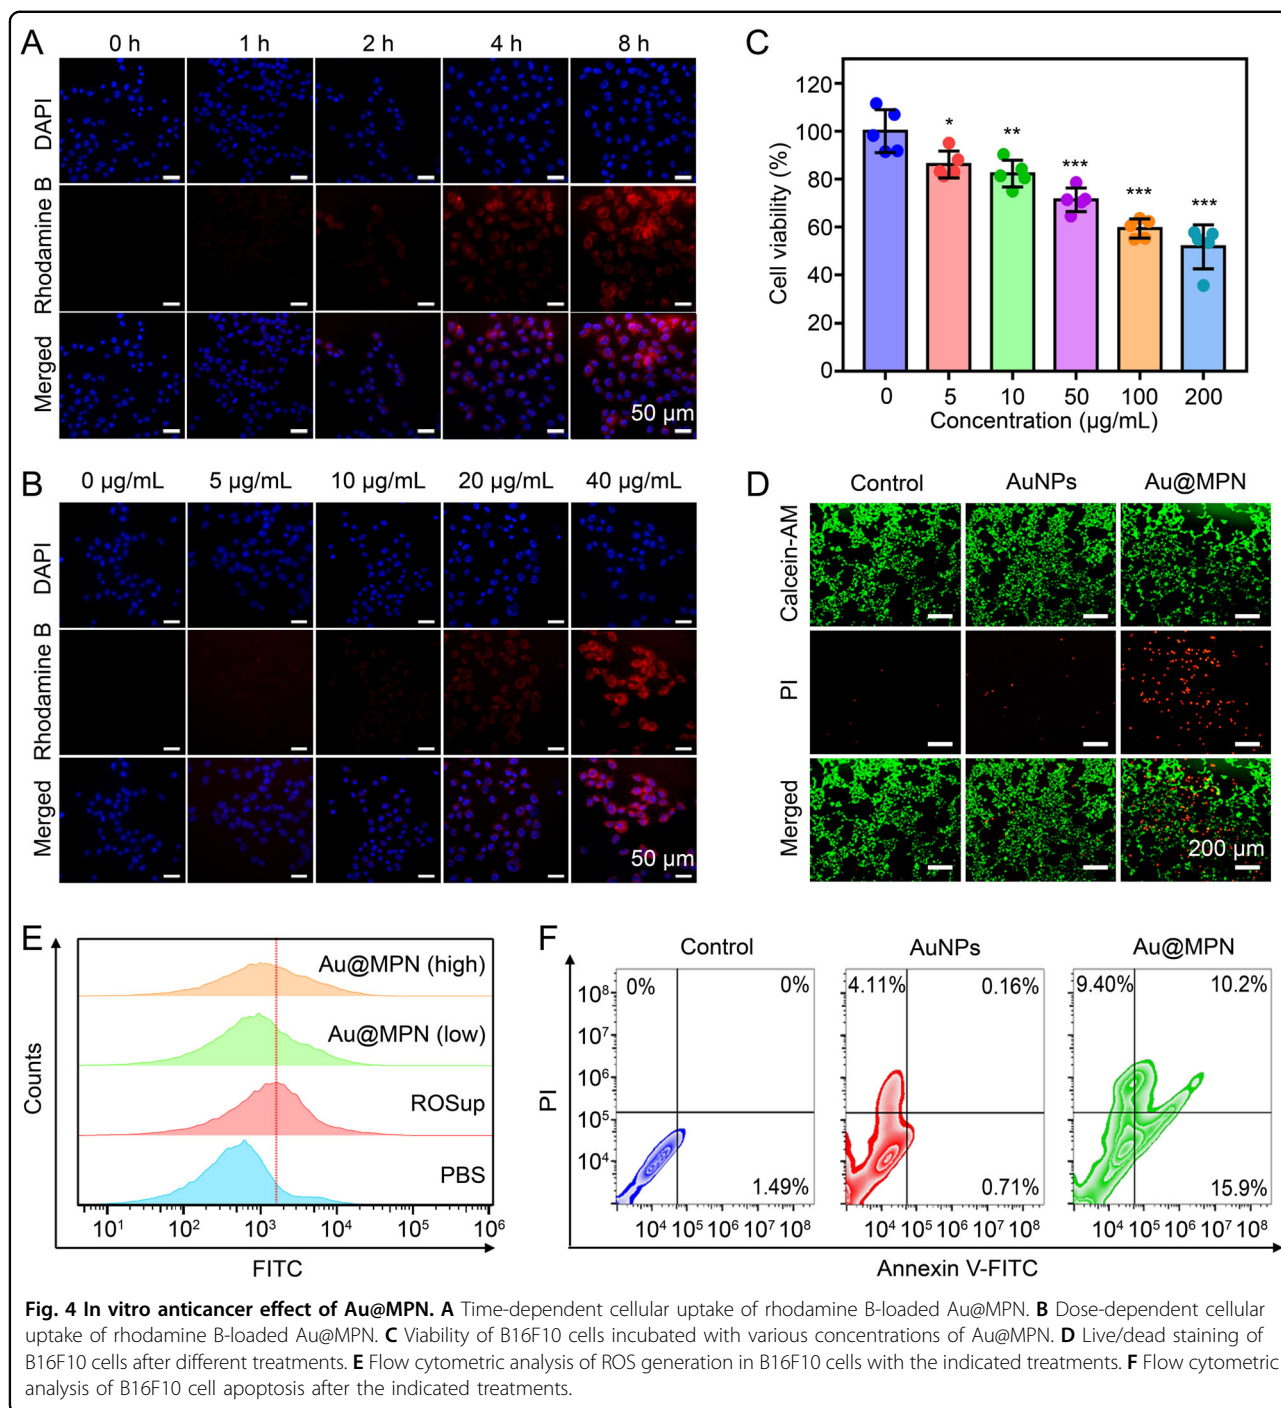 A
0 h 1 h 2 h 4 h 8 h
DAPI
Rhodamine B
Merged
50 µm
B
0 µg/mL 5 µg/mL 10 µg/mL 20 µg/mL 40 µg/mL
DAPI
Rhodamine B
Merged
50 µm
C
Cell viability (%)
120
100
80
60
40
20
0
* ** *** *** ***
0 5 10 50 100 200
Concentration (µg/mL)
D
Control AuNPs Au@MPN
Calcein-AM
PI
Merged
200 µm
E
Counts
Au@MPN (high)
Au@MPN (low)
ROSup
PBS
10¹ 10² 10³ 10⁴ 10⁵ 10⁶
FITC
F
Control AuNPs Au@MPN
PI
10⁸
10⁷
10⁶
10⁵
10⁴
0% 0% 4.11% 0.16% 9.40% 10.2%
1.49% 0.71% 15.9%
10⁴ 10⁵ 10⁶ 10⁷ 10⁸ 10⁴ 10⁵ 10⁶ 10⁷ 10⁸ 10⁴ 10⁵ 10⁶ 10⁷ 10⁸
Annexin V-FITC
Fig. 4 In vitro anticancer effect of Au@MPN. A Time-dependent cellular uptake of rhodamine B-loaded Au@MPN. B Dose-dependent cellular
uptake of rhodamine B-loaded Au@MPN. C Viability of B16F10 cells incubated with various concentrations of Au@MPN. D Live/dead staining of
B16F10 cells after different treatments. E Flow cytometric analysis of ROS generation in B16F10 cells with the indicated treatments. F Flow cytometric
analysis of B16F10 cell apoptosis after the indicated treatments.